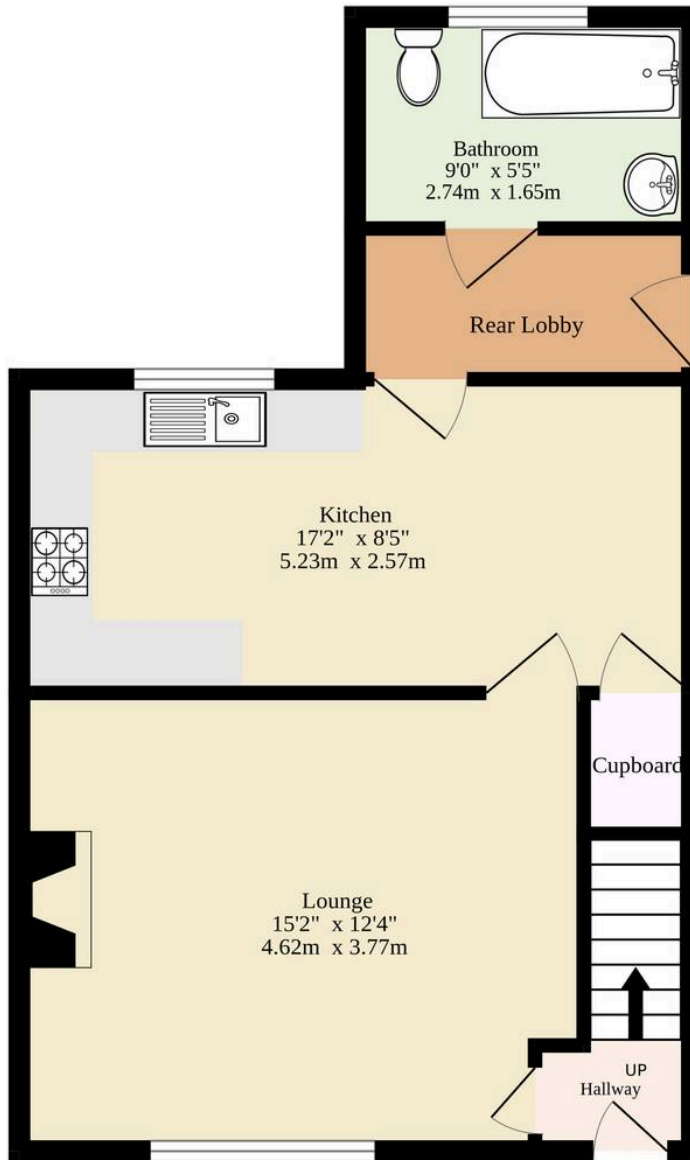 Bathroom
9'0" x 5'5"
2.74m x 1.65m
Rear Lobby
Kitchen
17'2" x 8'5"
5.23m x 2.57m
Cupboard
Lounge
15'2" x 12'4"
4.62m x 3.77m
UP
Hallway